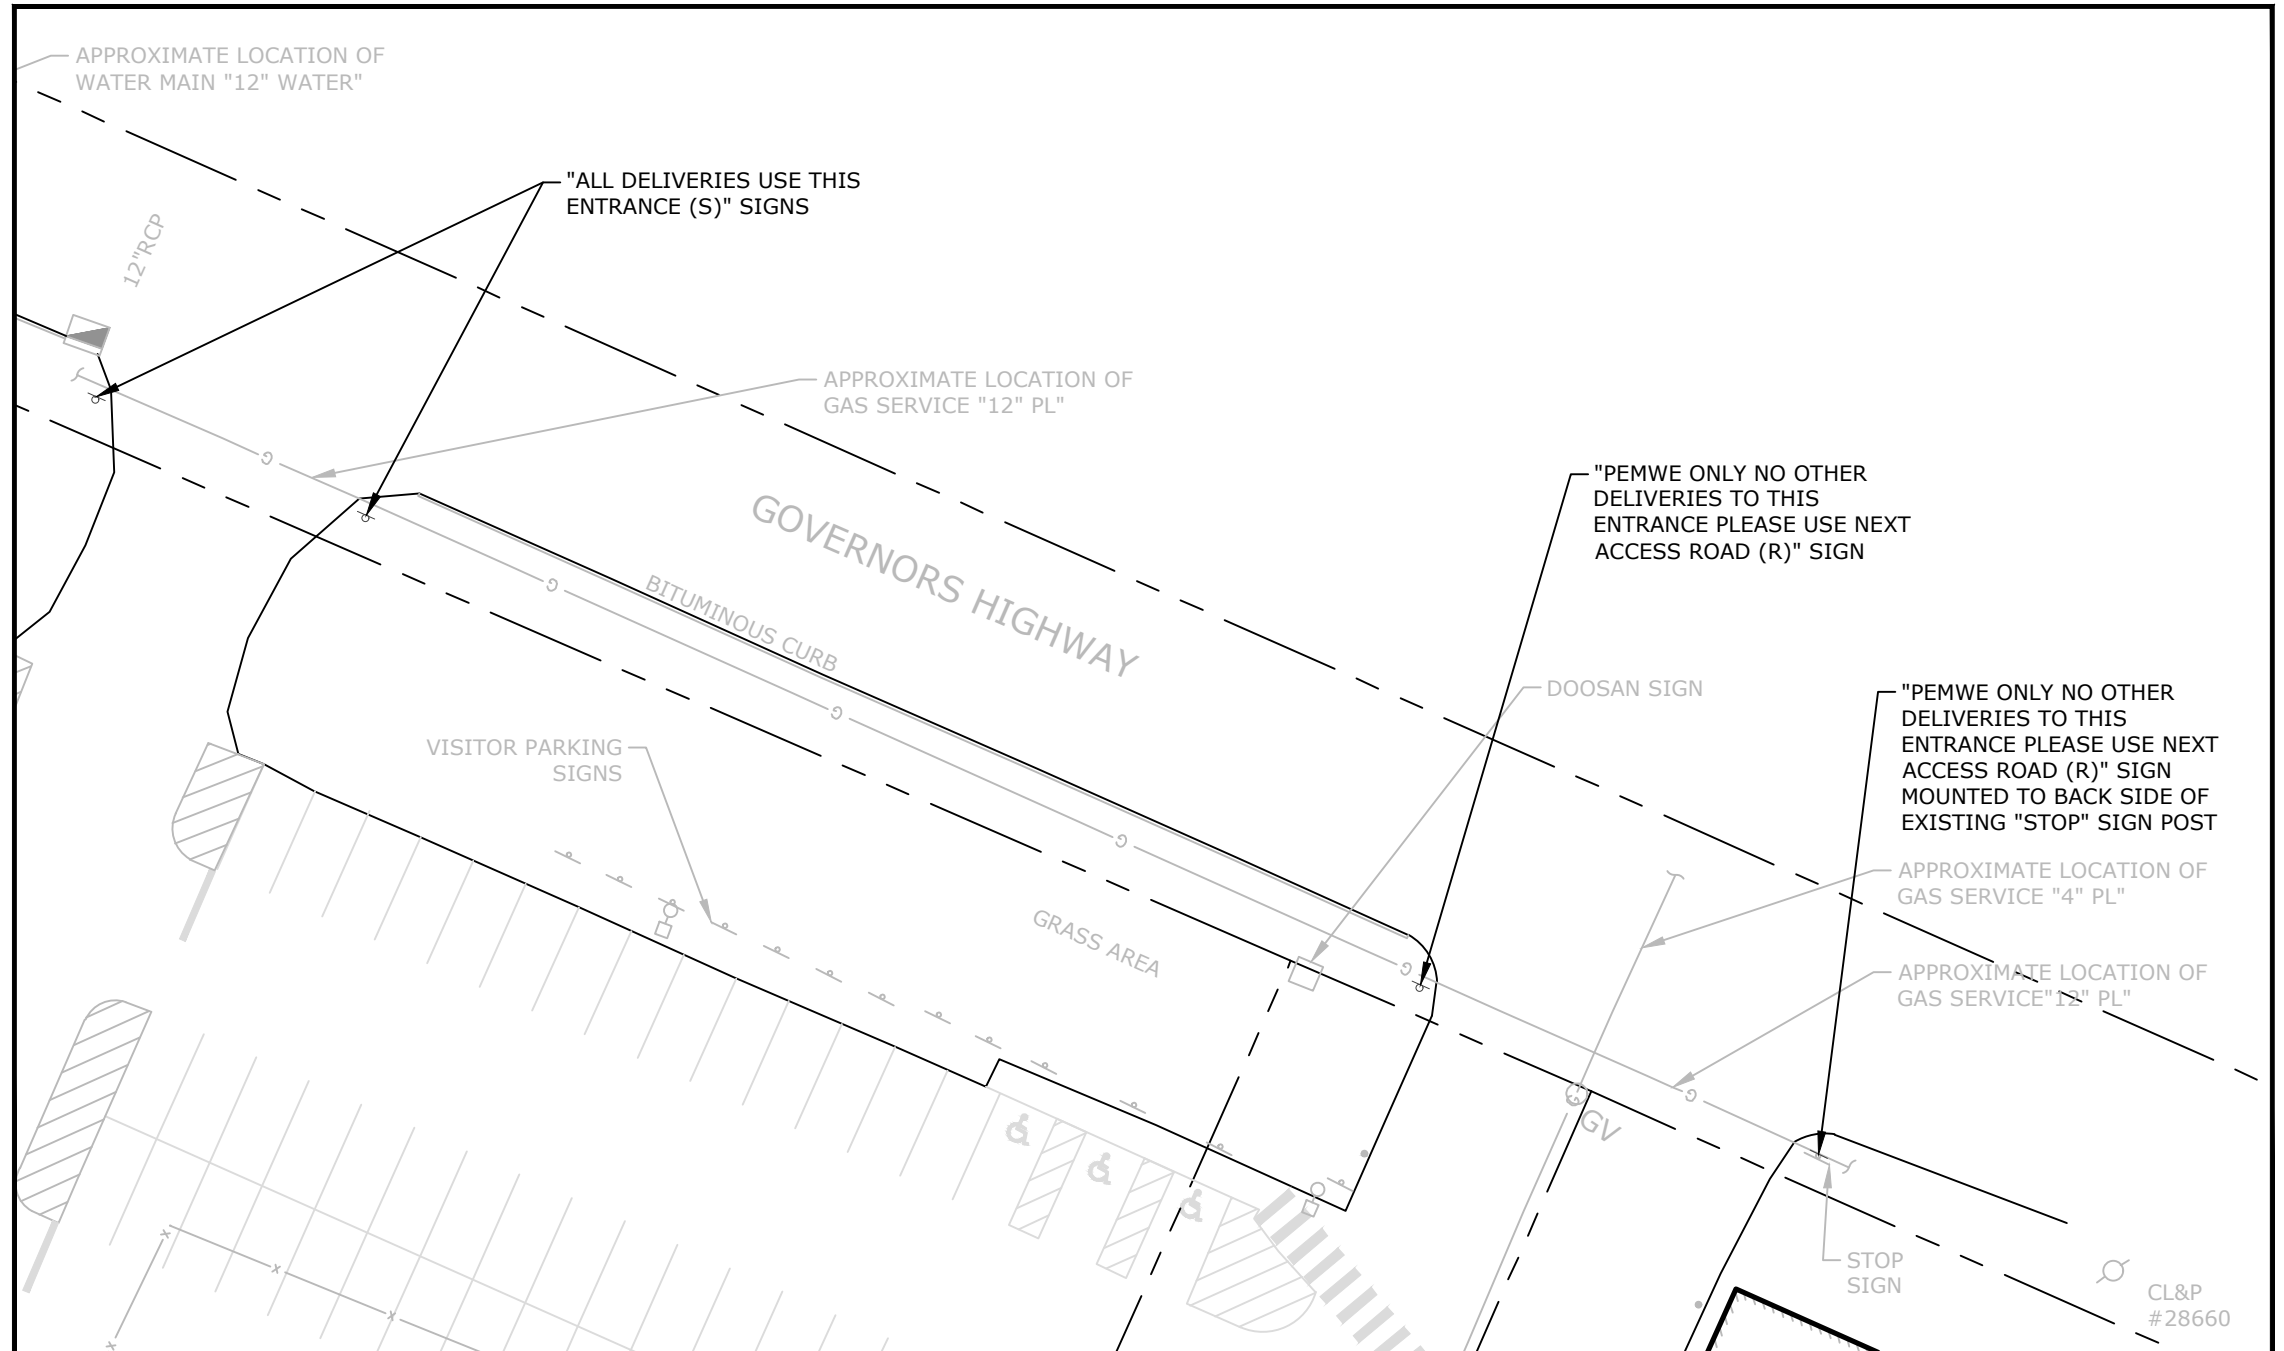 APPROXIMATE LOCATION OF
WATER MAIN "12" WATER"
"ALL DELIVERIES USE THIS
ENTRANCE (S)" SIGNS
12"RCP
APPROXIMATE LOCATION OF
GAS SERVICE "12" PL"
G
"PEMWE ONLY NO OTHER
DELIVERIES TO THIS
ENTRANCE PLEASE USE NEXT
ACCESS ROAD (R)" SIGN
GOVERNORS HIGHWAY
G
BITUMINOUS CURB
DOOSAN SIGN
"PEMWE ONLY NO OTHER
DELIVERIES TO THIS
ENTRANCE PLEASE USE NEXT
ACCESS ROAD (R)" SIGN
MOUNTED TO BACK SIDE OF
EXISTING "STOP" SIGN POST
G
VISITOR PARKING
SIGNS
G
APPROXIMATE LOCATION OF
GAS SERVICE "4" PL"
GRASS AREA
G
APPROXIMATE LOCATION OF
GAS SERVICE"12" PL"
G
G
GV
STOP
SIGN
CL&P
#28660
x
x
x
x